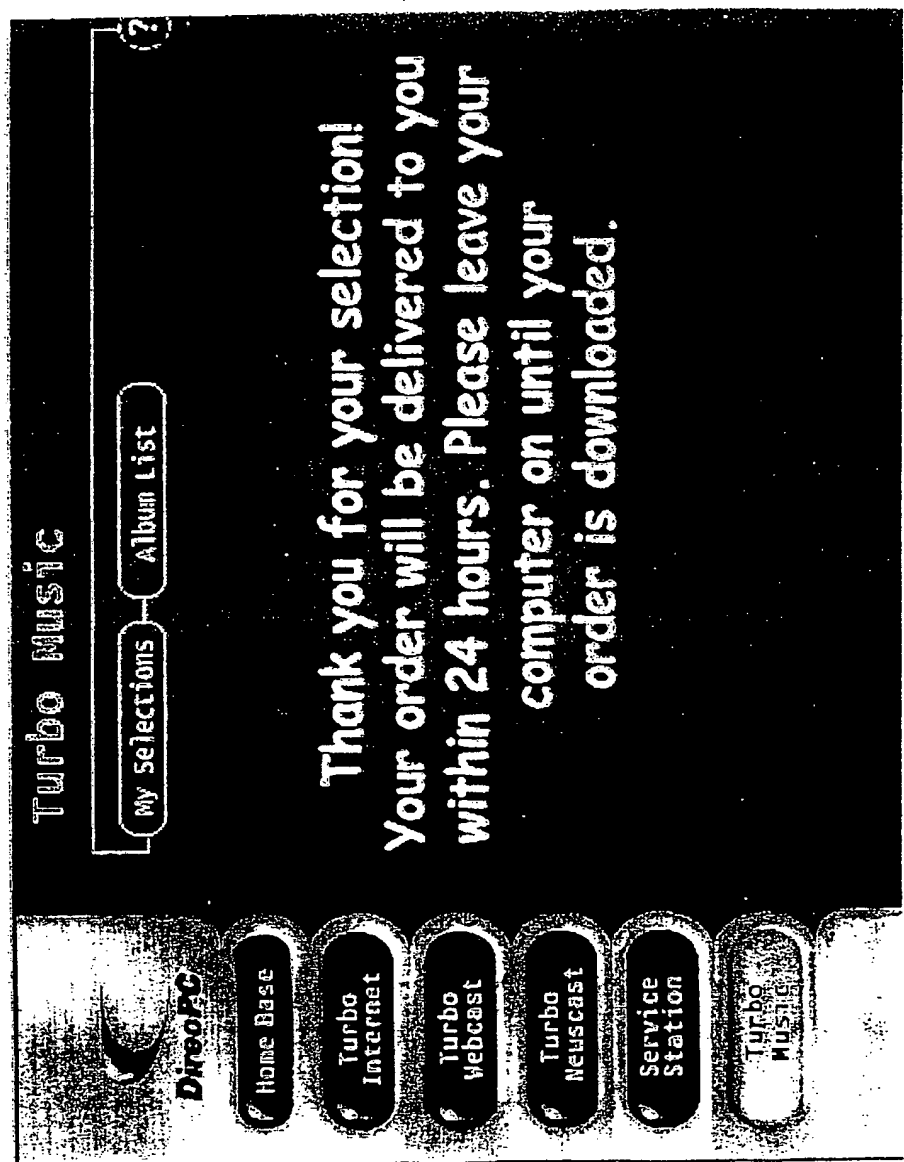 Turbo Music
My Selections
Album List
?
Thank you for your selection!
Your order will be delivered to you
within 24 hours. Please leave your
computer on until your
order is downloaded.
DirecPC
Home Base
Turbo
Internet
Turbo
Webcast
Turbo
Newscast
Service
Station
Turbo
Music